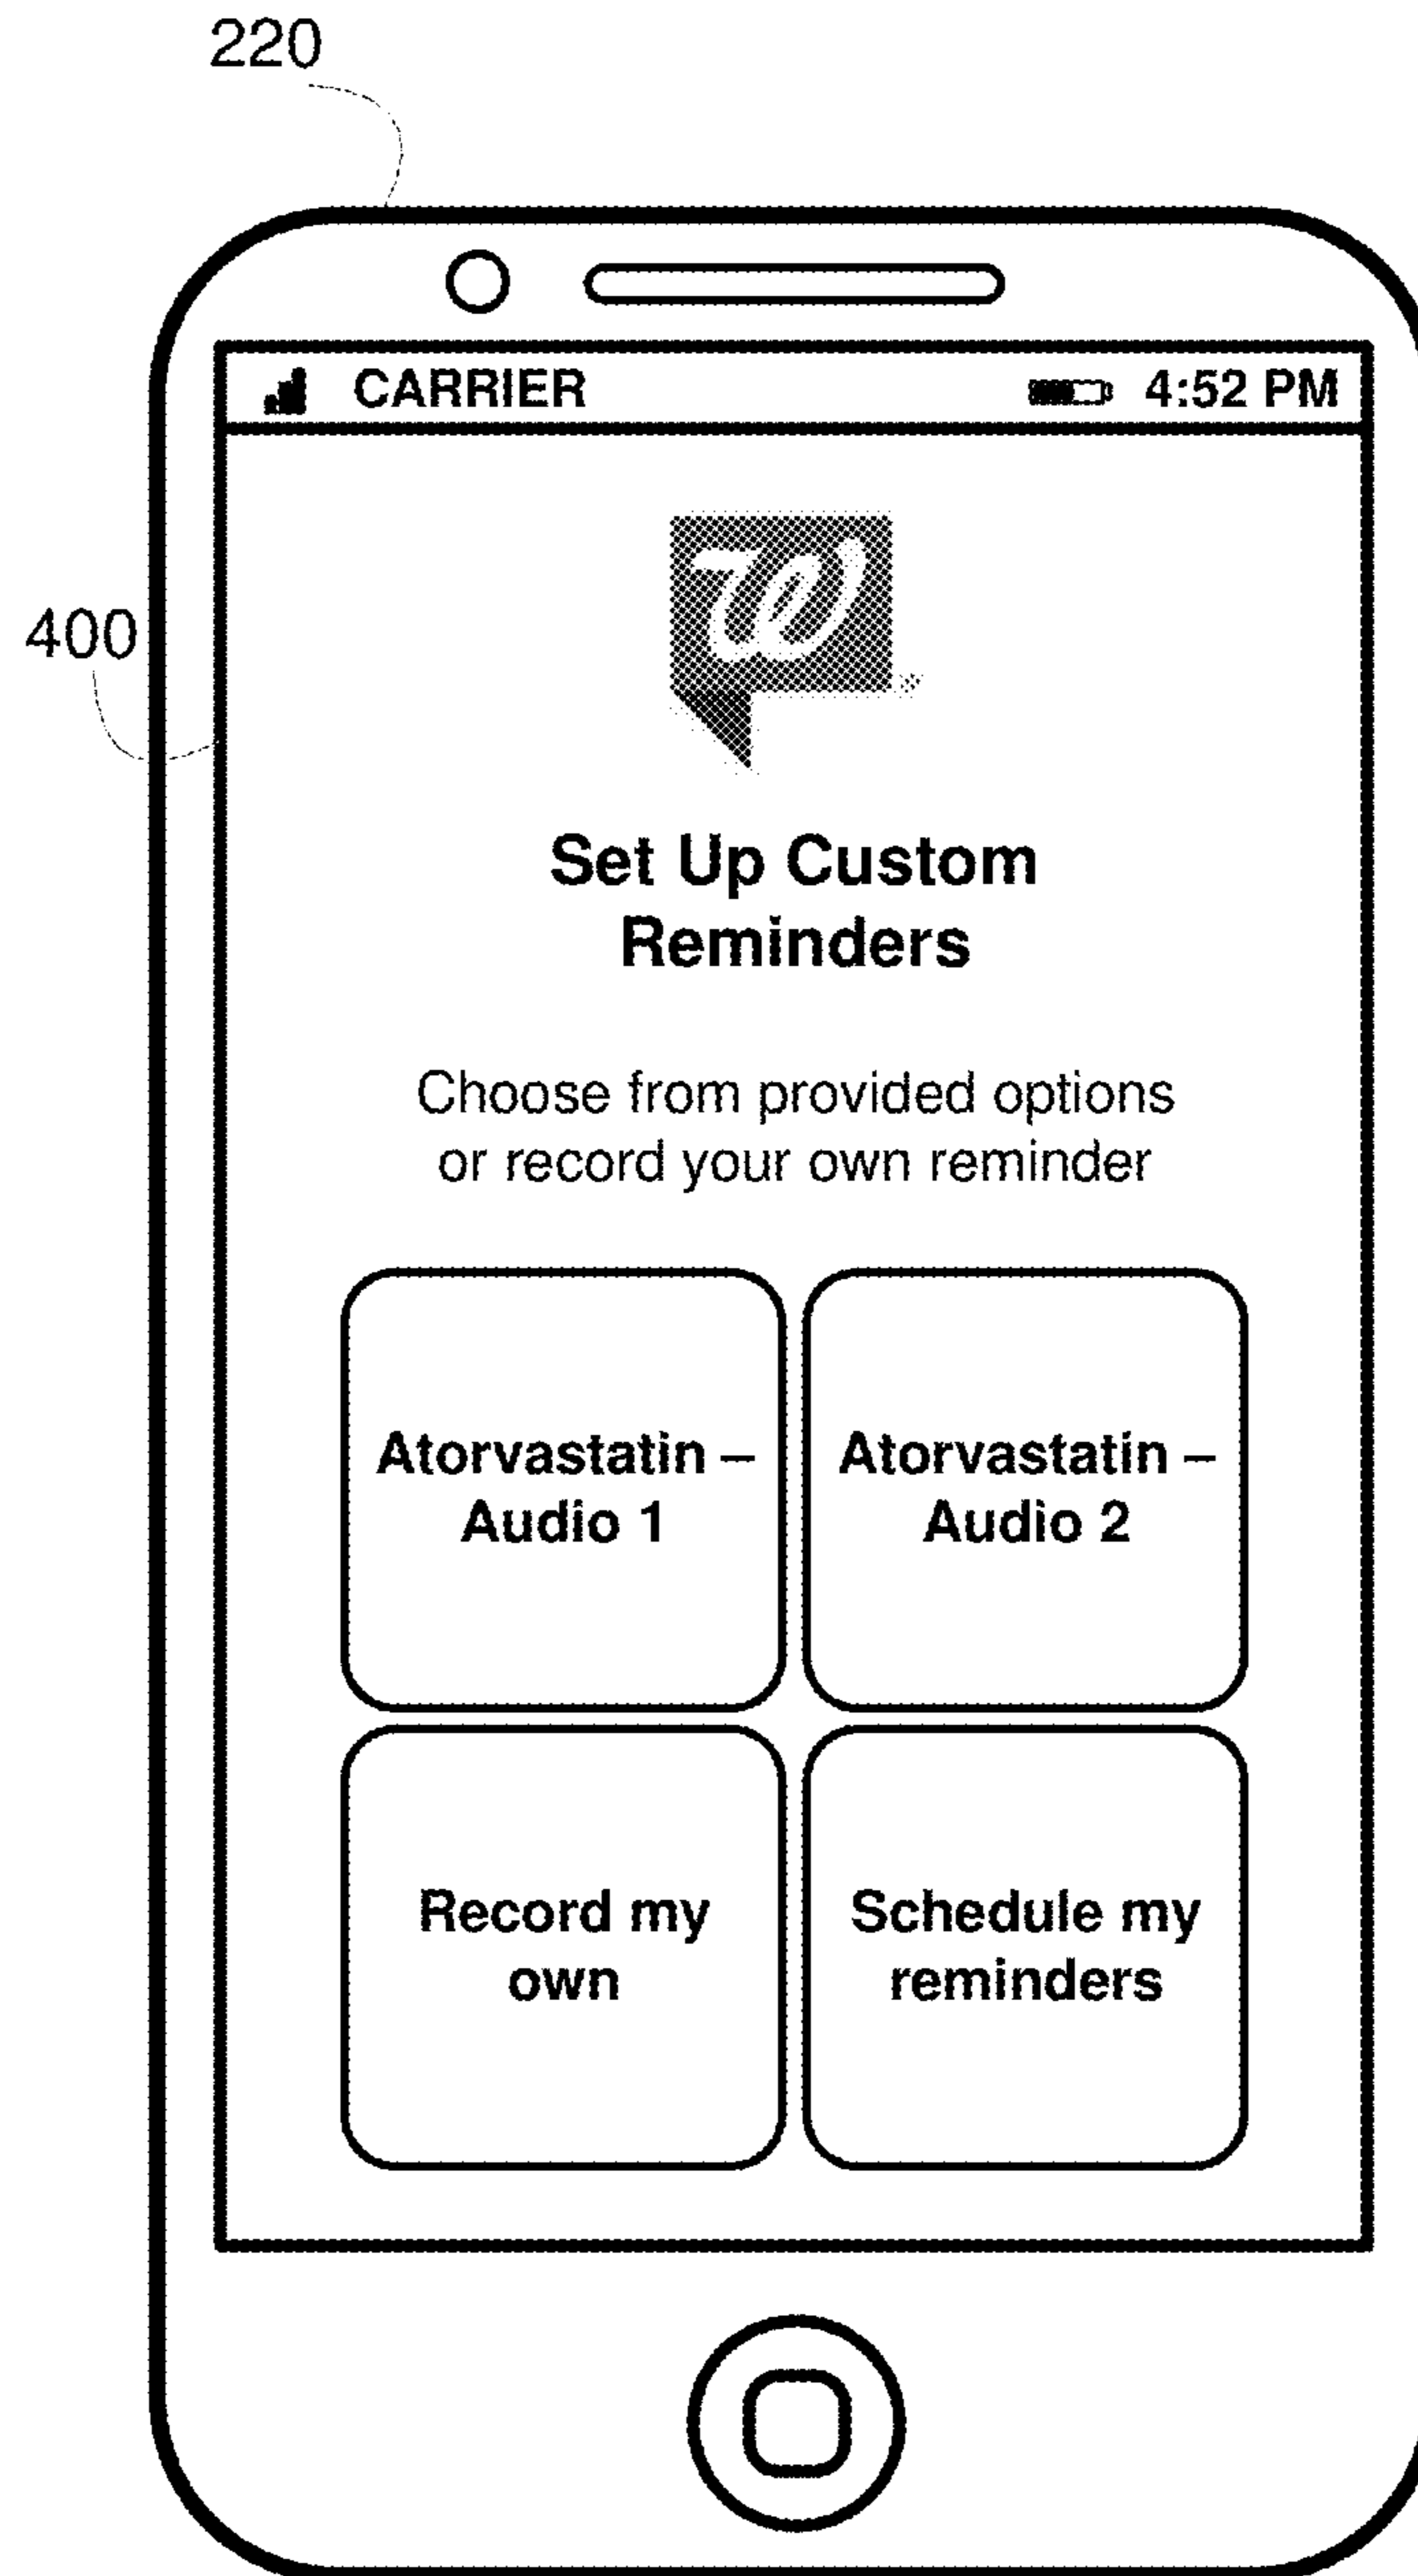 220
CARRIER 4:52 PM
w
400
Set Up Custom
Reminders
Choose from provided options
or record your own reminder
Atorvastatin –
Audio 1
Atorvastatin –
Audio 2
Record my
own
Schedule my
reminders